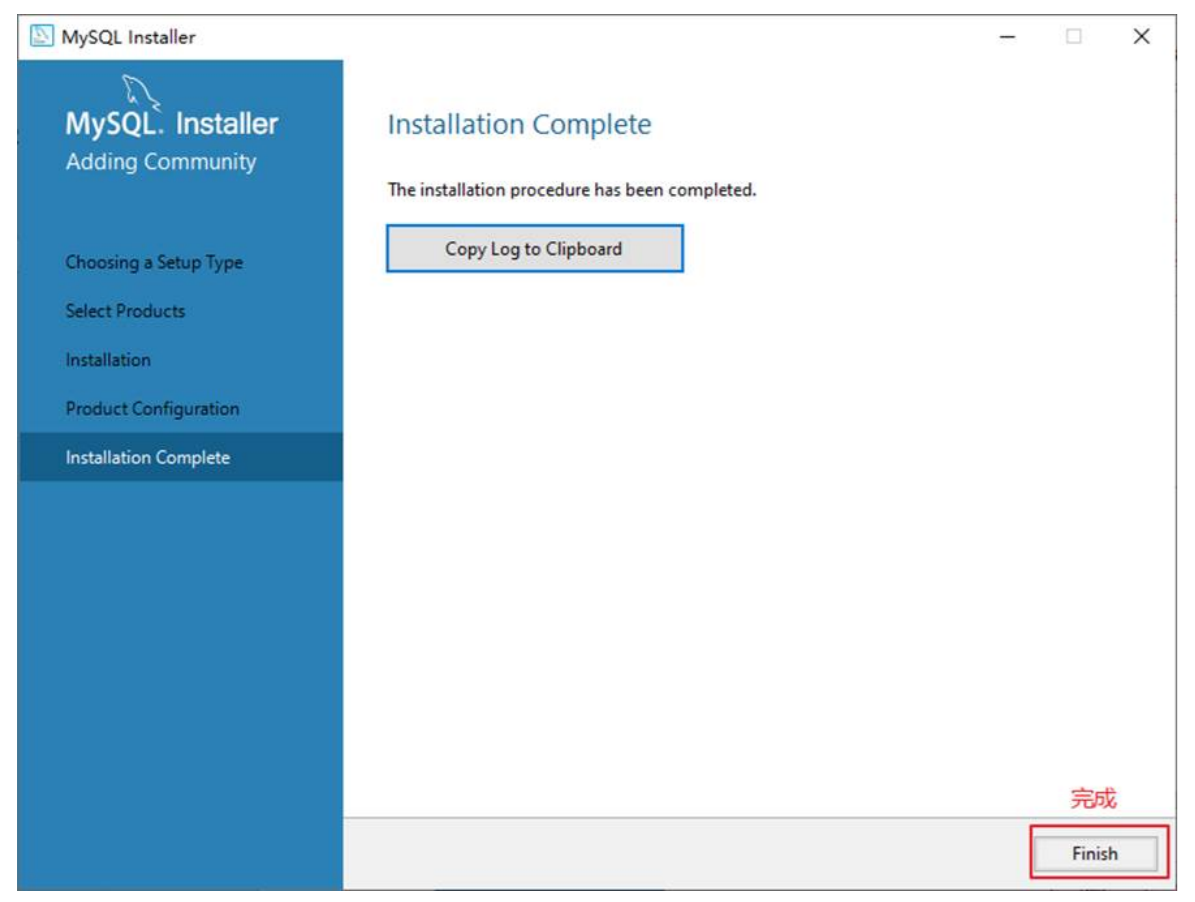 MySQL Installer
MySQL. Installer
Adding Community
Choosing a Setup Type
Select Products
Installation
Product Configuration
Installation Complete
Installation Complete
The installation procedure has been completed.
Copy Log to Clipboard
完成
Finish